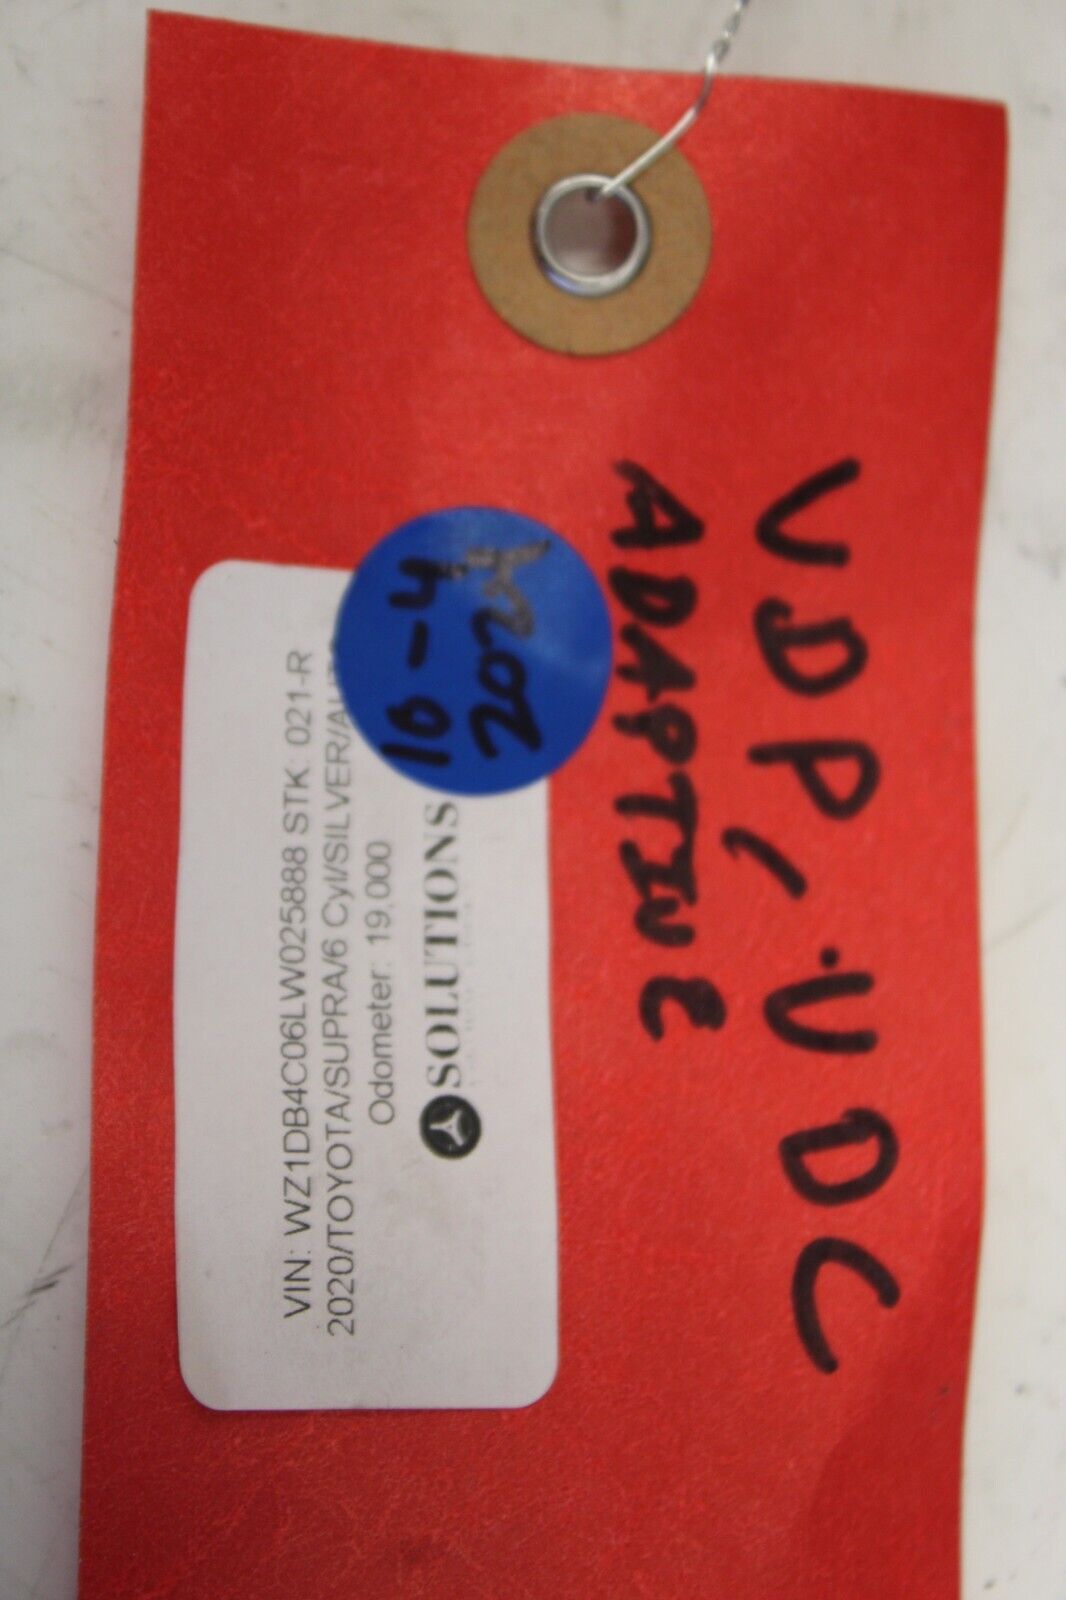 VDP/.VDC
ADAPTIVE
10-4
VIN: WZ1DB4C06LW025888 STK: 021-R
2020/TOYOTA/SUPRA/6 Cyl/SILVER/AUTO
Odometer: 19,000
SOLUTIONS